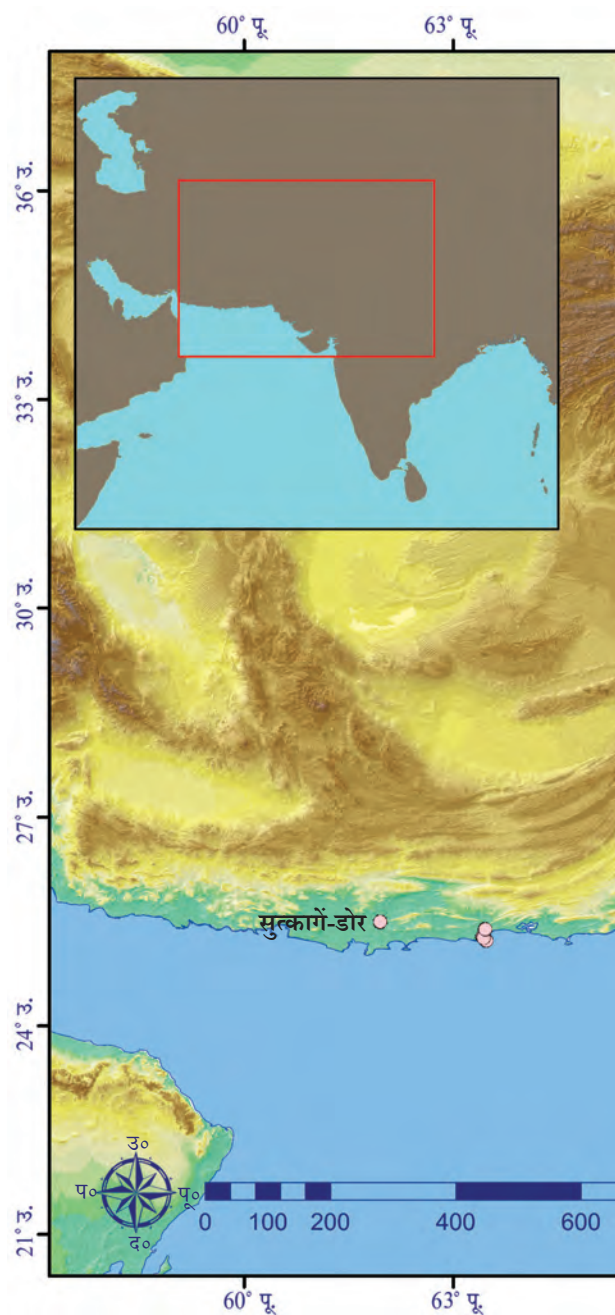 60° पू.
63° पू.
36° उ.
33° उ.
30° उ.
27° उ.
सुत्कागें-डोर
24° उ.
उ०
प०
पू०
द०
0 100 200 400 600
21° उ.
60° पू.
63° पू.